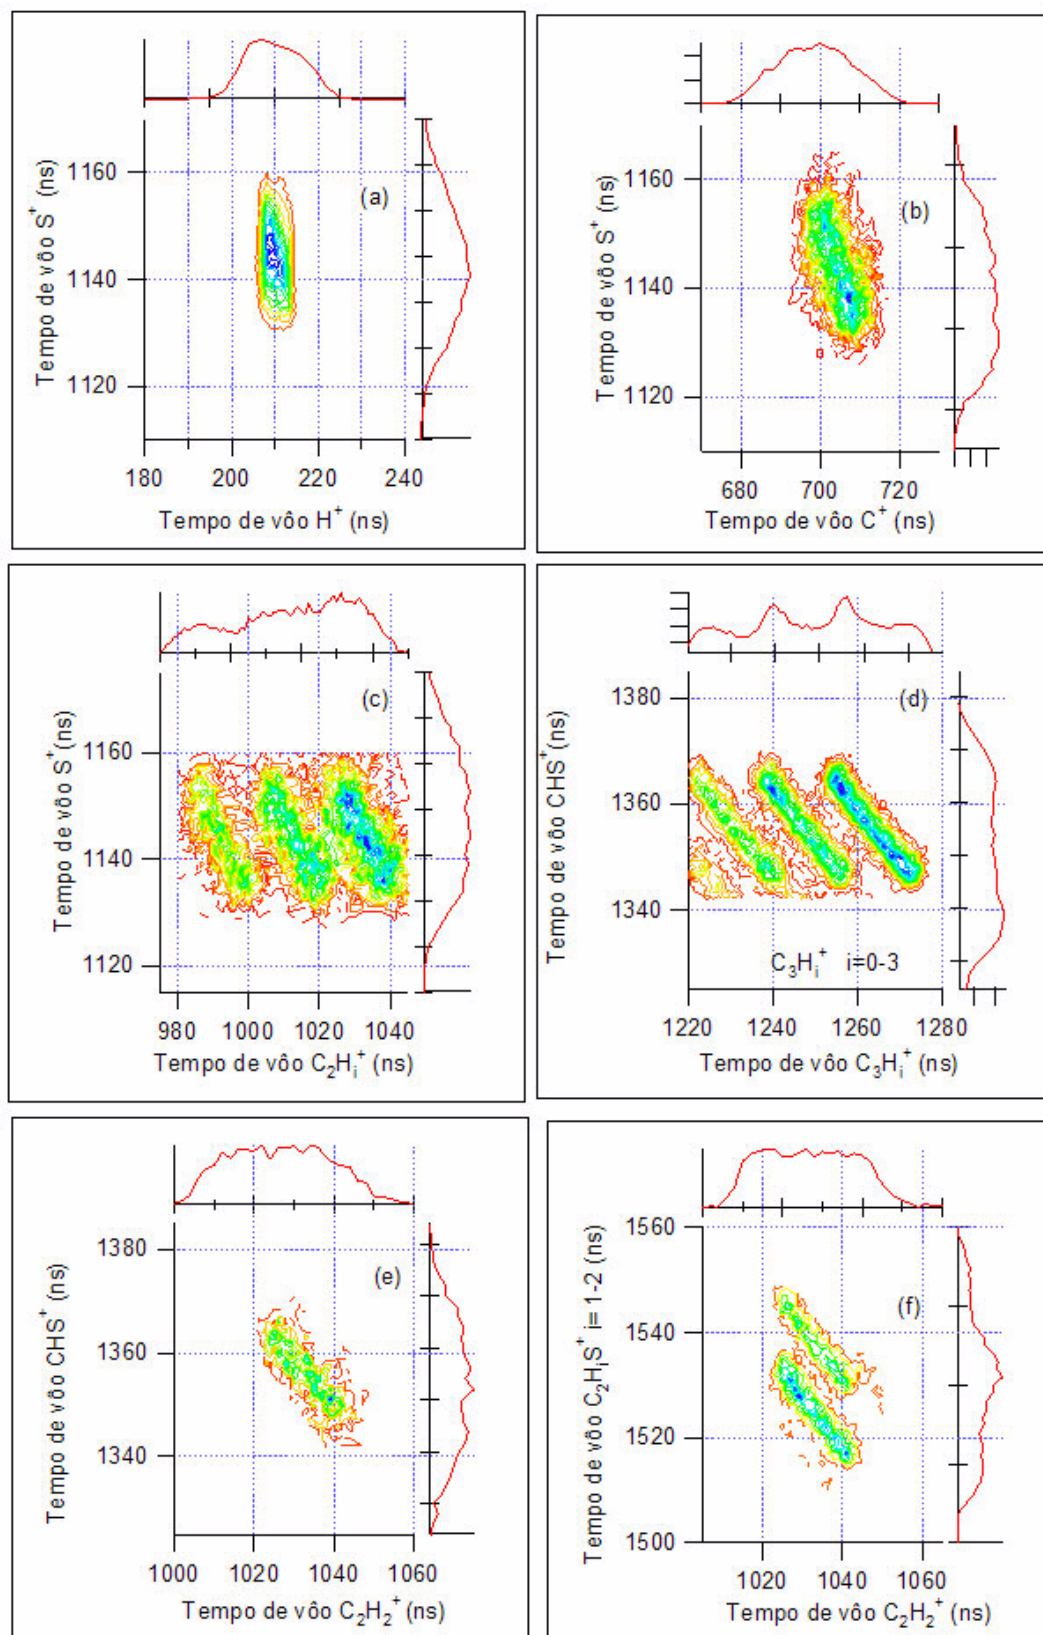 Tempo de vôo S⁺ (ns)
1160
1140
1120
(a)
180 200 220 240
Tempo de vôo H⁺ (ns)
Tempo de vôo S⁺ (ns)
1160
1140
1120
(b)
680 700 720
Tempo de vôo C⁺ (ns)
Tempo de vôo S⁺(ns)
1160
1140
1120
(c)
980 1000 1020 1040
Tempo de vôo C₂Hᵢ⁺ (ns)
Tempo de vôo CHS⁺(ns)
1380
1360
1340
(d)
C₃Hᵢ⁺ i=0-3
1220 1240 1260 1280
Tempo de vôo C₃Hᵢ⁺ (ns)
Tempo de vôo CHS⁺ (ns)
1380
1360
1340
(e)
1000 1020 1040 1060
Tempo de vôo C₂H₂⁺ (ns)
Tempo de vôo C₂HᵢS⁺ i= 1-2 (ns)
1560
1540
1520
1500
(f)
1020 1040 1060
Tempo de vôo C₂H₂⁺ (ns)